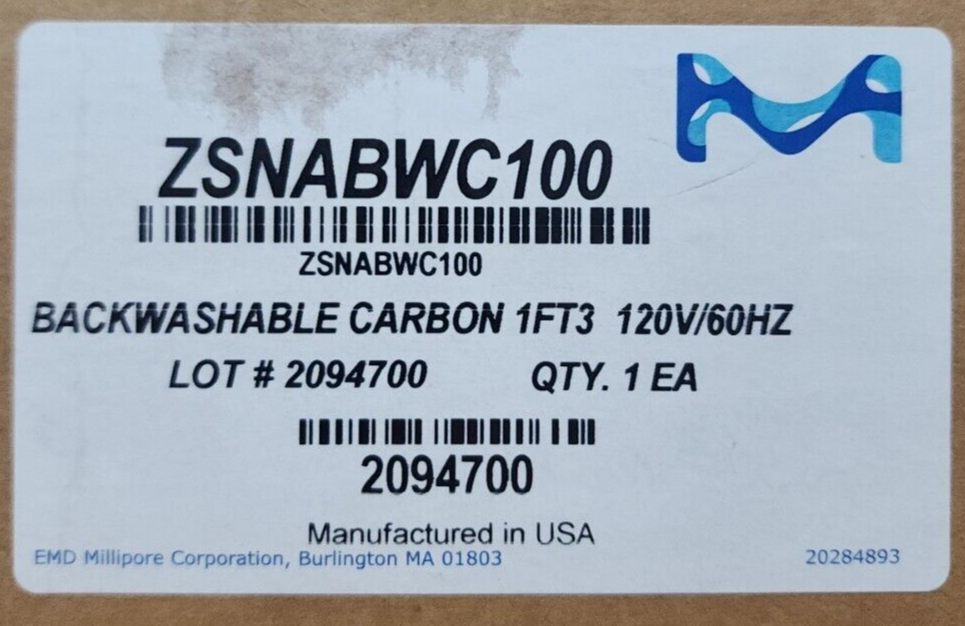 ZSNABWC100
ZSNABWC100
BACKWASHABLE CARBON 1FT3 120V/60HZ
LOT # 2094700 QTY. 1 EA
2094700
Manufactured in USA
EMD Millipore Corporation, Burlington MA 01803 20284893